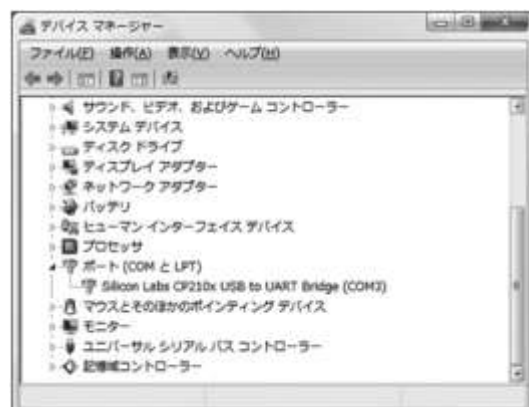 デバイス マネージャー
ファイル(F) 操作(A) 表示(V) ヘルプ(H)
サウンド、ビデオ、およびゲーム コントローラー
システム デバイス
ディスク ドライブ
ディスプレイ アダプター
ネットワーク アダプター
バッテリ
ヒューマン インターフェイス デバイス
プロセッサ
ポート (COM と LPT)
Silicon Labs CP210x USB to UART Bridge (COM3)
マウスとそのほかのポインティング デバイス
モニター
ユニバーサル シリアル バス コントローラー
記憶域コントローラー